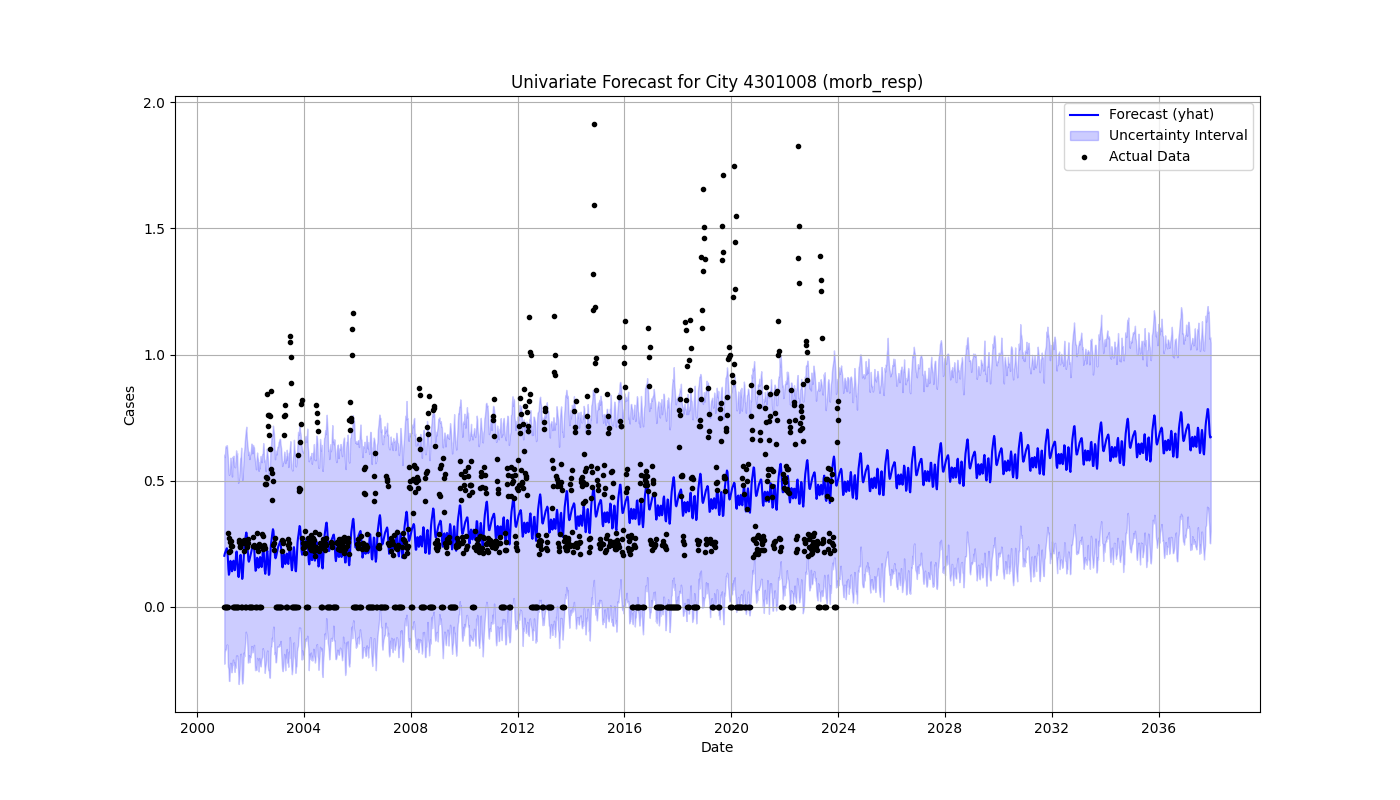 Univariate Forecast for City 4301008 (morb_resp)
Forecast (yhat)
Uncertainty Interval
Actual Data
Cases
2.0
1.5
1.0
0.5
0.0
2000 2004 2008 2012 2016 2020 2024 2028 2032 2036
Date